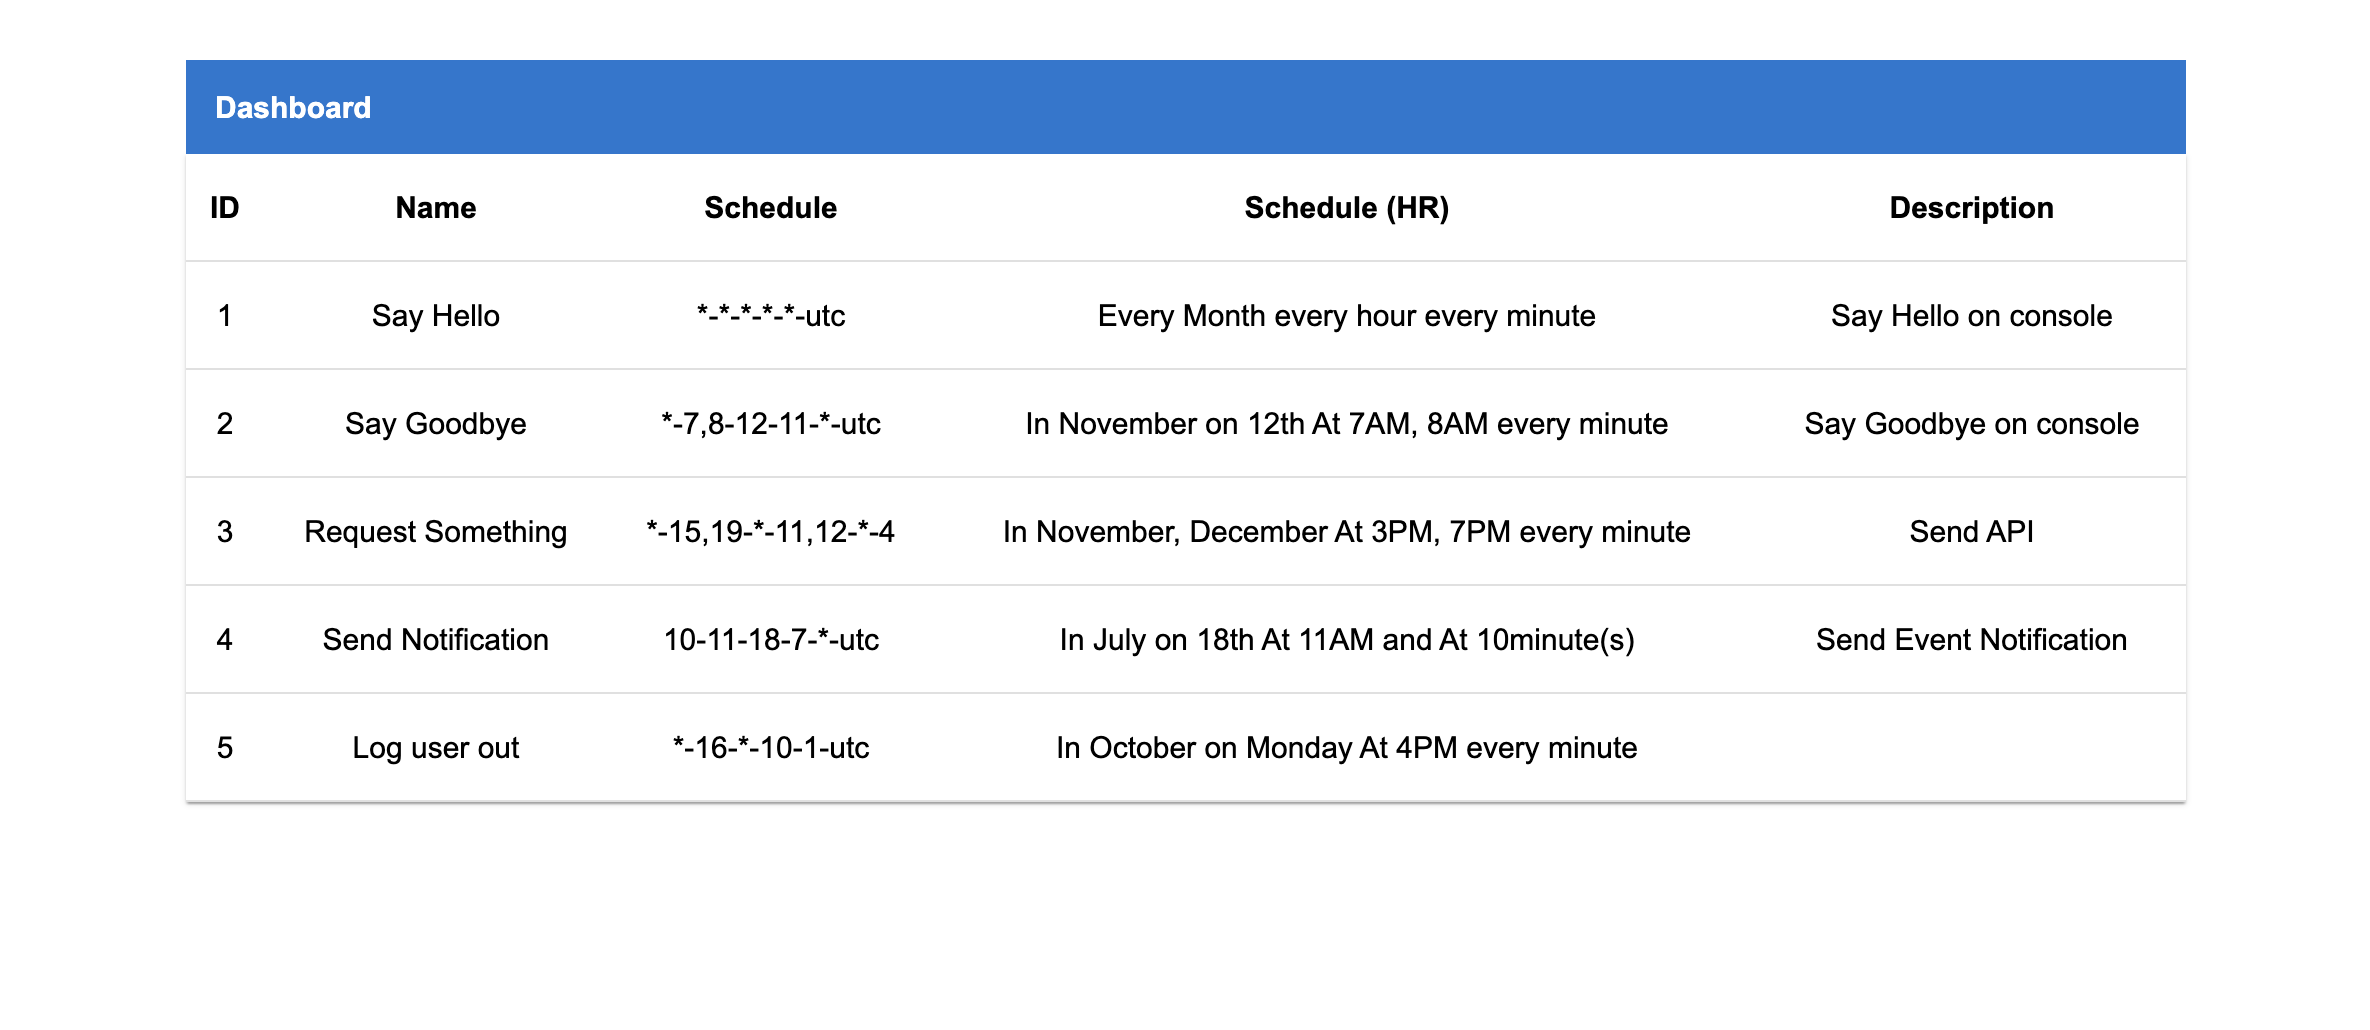 Dashboard
ID Name Schedule Schedule (HR) Description
1 Say Hello *-*-*-*-*-utc Every Month every hour every minute Say Hello on console
2 Say Goodbye *-7,8-12-11-*-utc In November on 12th At 7AM, 8AM every minute Say Goodbye on console
3 Request Something *-15,19-*-11,12-*-4 In November, December At 3PM, 7PM every minute Send API
4 Send Notification 10-11-18-7-*-utc In July on 18th At 11AM and At 10minute(s) Send Event Notification
5 Log user out *-16-*-10-1-utc In October on Monday At 4PM every minute